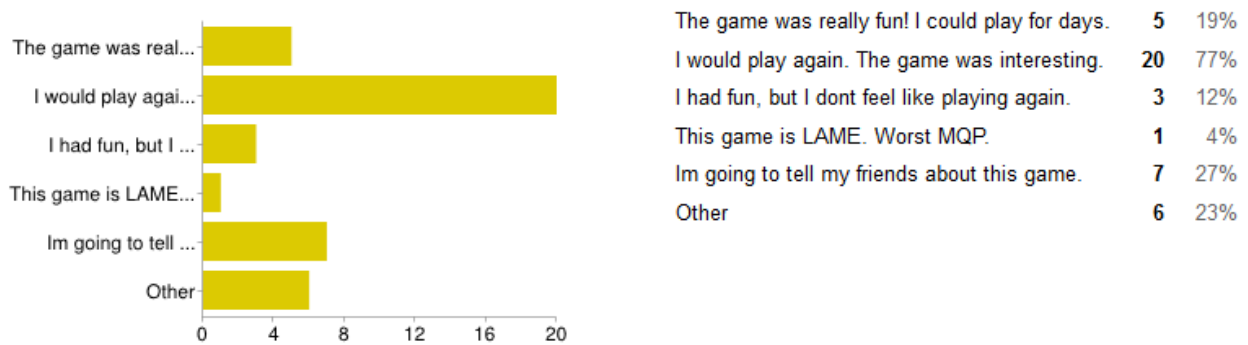 The game was real...
I would play agai...
I had fun, but I ...
This game is LAME...
Im going to tell ...
Other
0 4 8 12 16 20
The game was really fun! I could play for days. 5 19%
I would play again. The game was interesting. 20 77%
I had fun, but I dont feel like playing again. 3 12%
This game is LAME. Worst MQP. 1 4%
Im going to tell my friends about this game. 7 27%
Other 6 23%